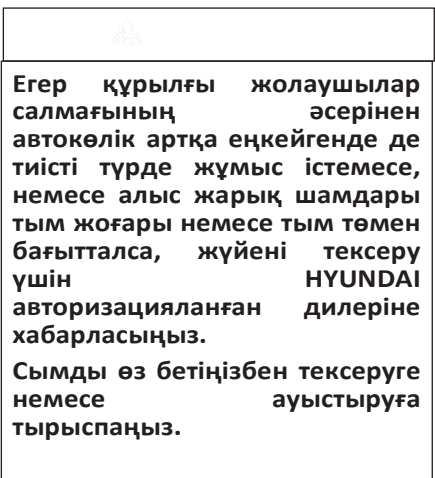 Егер құрылғы жолаушылар
салмағының әсерінен
автокөлік артқа еңкейгенде де
тиісті түрде жұмыс істемесе,
немесе алыс жарық шамдары
тым жоғары немесе тым төмен
бағытталса, жүйені тексеру
үшін HYUNDAI
авторизацияланған дилеріне
хабарласыңыз.
Сымды өз бетіңізбен тексеруге
немесе ауыстыруға
тырыспаңыз.